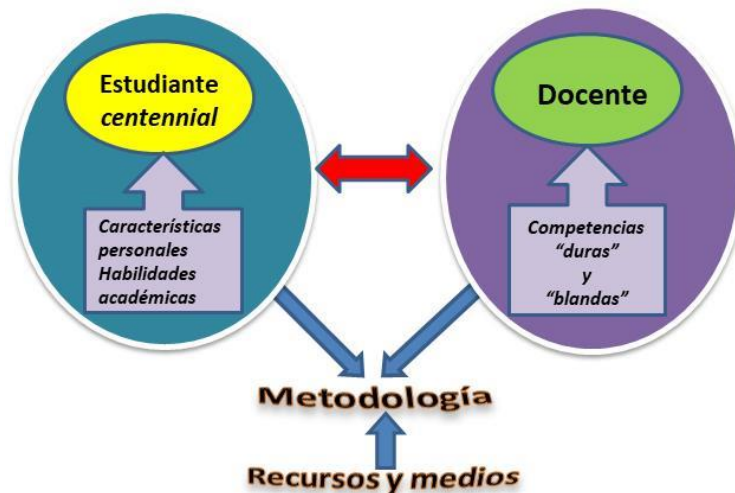 Estudiante
centennial
Características
personales
Habilidades
académicas
Docente
Competencias
“duras”
y
“blandas”
Metodología
Recursos y medios